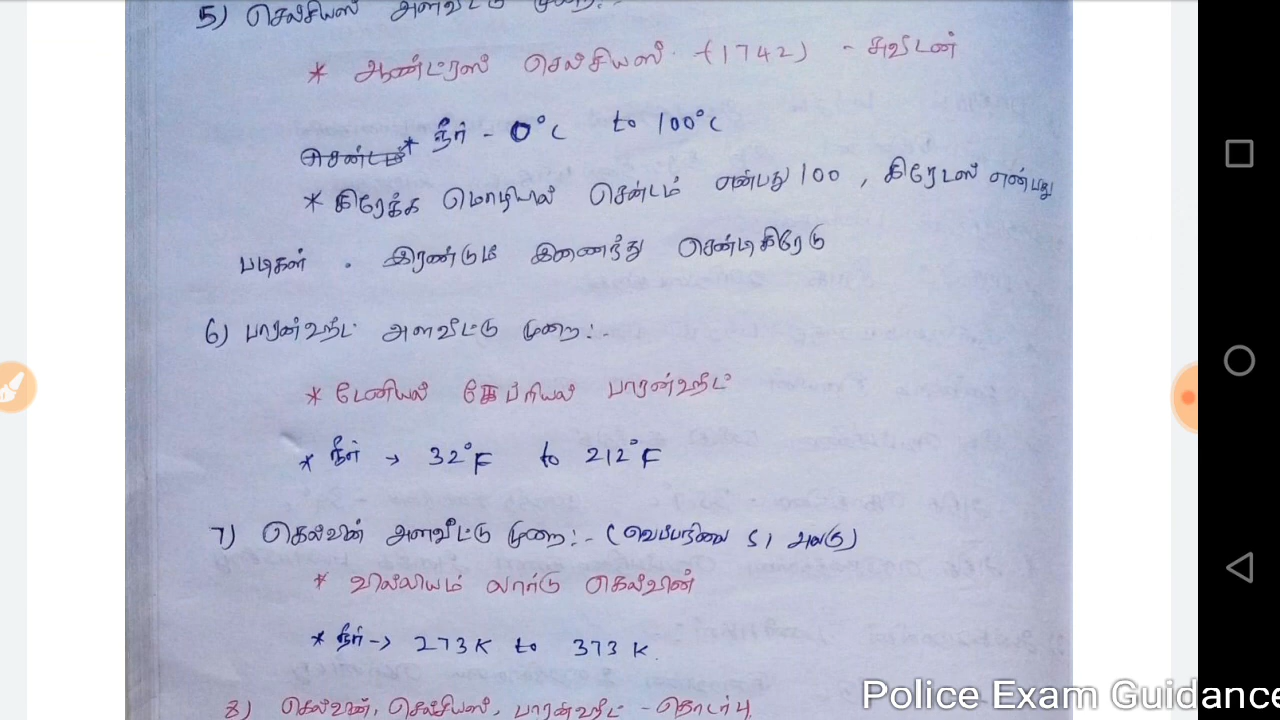 5) செல்சியஸ் அளவீட்டு முறை:-
* ஆண்ட்ரஸ் செல்சியஸ் - (1742) - சுவீடன்
* நீர் - 0°C to 100°C
* கிரேக்க மொழியில் சென்டம் என்பது 100, கிரேடஸ் என்பது
படிகள். இரண்டும் இணைந்து சென்டிகிரேடு
6) பாரன்ஹீட் அளவீட்டு முறை:-
* டேனியல் கேப்ரியல் பாரன்ஹீட்
* நீர் → 32°F to 212°F
7) கெல்வின் அளவீட்டு முறை:- (வெப்பநிலை SI அலகு)
* வில்லியம் லார்டு கெல்வின்
* நீர் → 273K to 373 K.
8) கெல்வின், செல்சியஸ், பாரன்ஹீட் - தொடர்பு
Police Exam Guidance